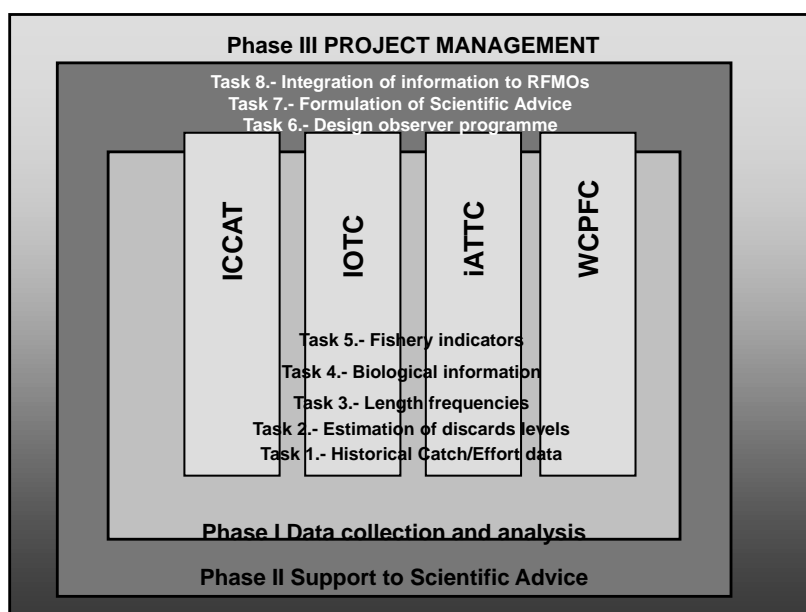 Phase III PROJECT MANAGEMENT
Task 8.- Integration of information to RFMOs
Task 7.- Formulation of Scientific Advice
Task 6.- Design observer programme
ICCAT
IOTC
iATTC
WCPFC
Task 5.- Fishery indicators
Task 4.- Biological information
Task 3.- Length frequencies
Task 2.- Estimation of discards levels
Task 1.- Historical Catch/Effort data
Phase I Data collection and analysis
Phase II Support to Scientific Advice